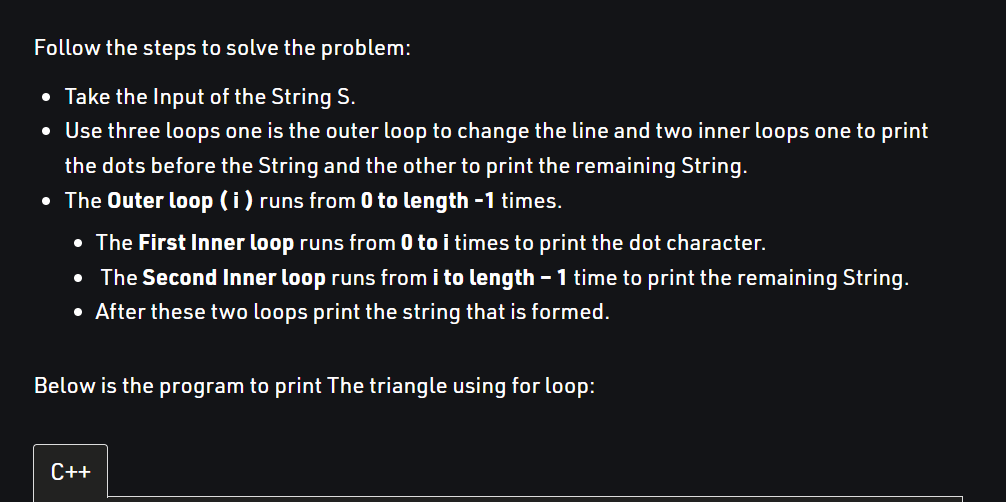 Follow the steps to solve the problem:
• Take the Input of the String S.
• Use three loops one is the outer loop to change the line and two inner loops one to print
the dots before the String and the other to print the remaining String.
• The Outer loop ( i ) runs from 0 to length -1 times.
• The First Inner loop runs from 0 to i times to print the dot character.
• The Second Inner loop runs from i to length – 1 time to print the remaining String.
• After these two loops print the string that is formed.
Below is the program to print The triangle using for loop:
C++